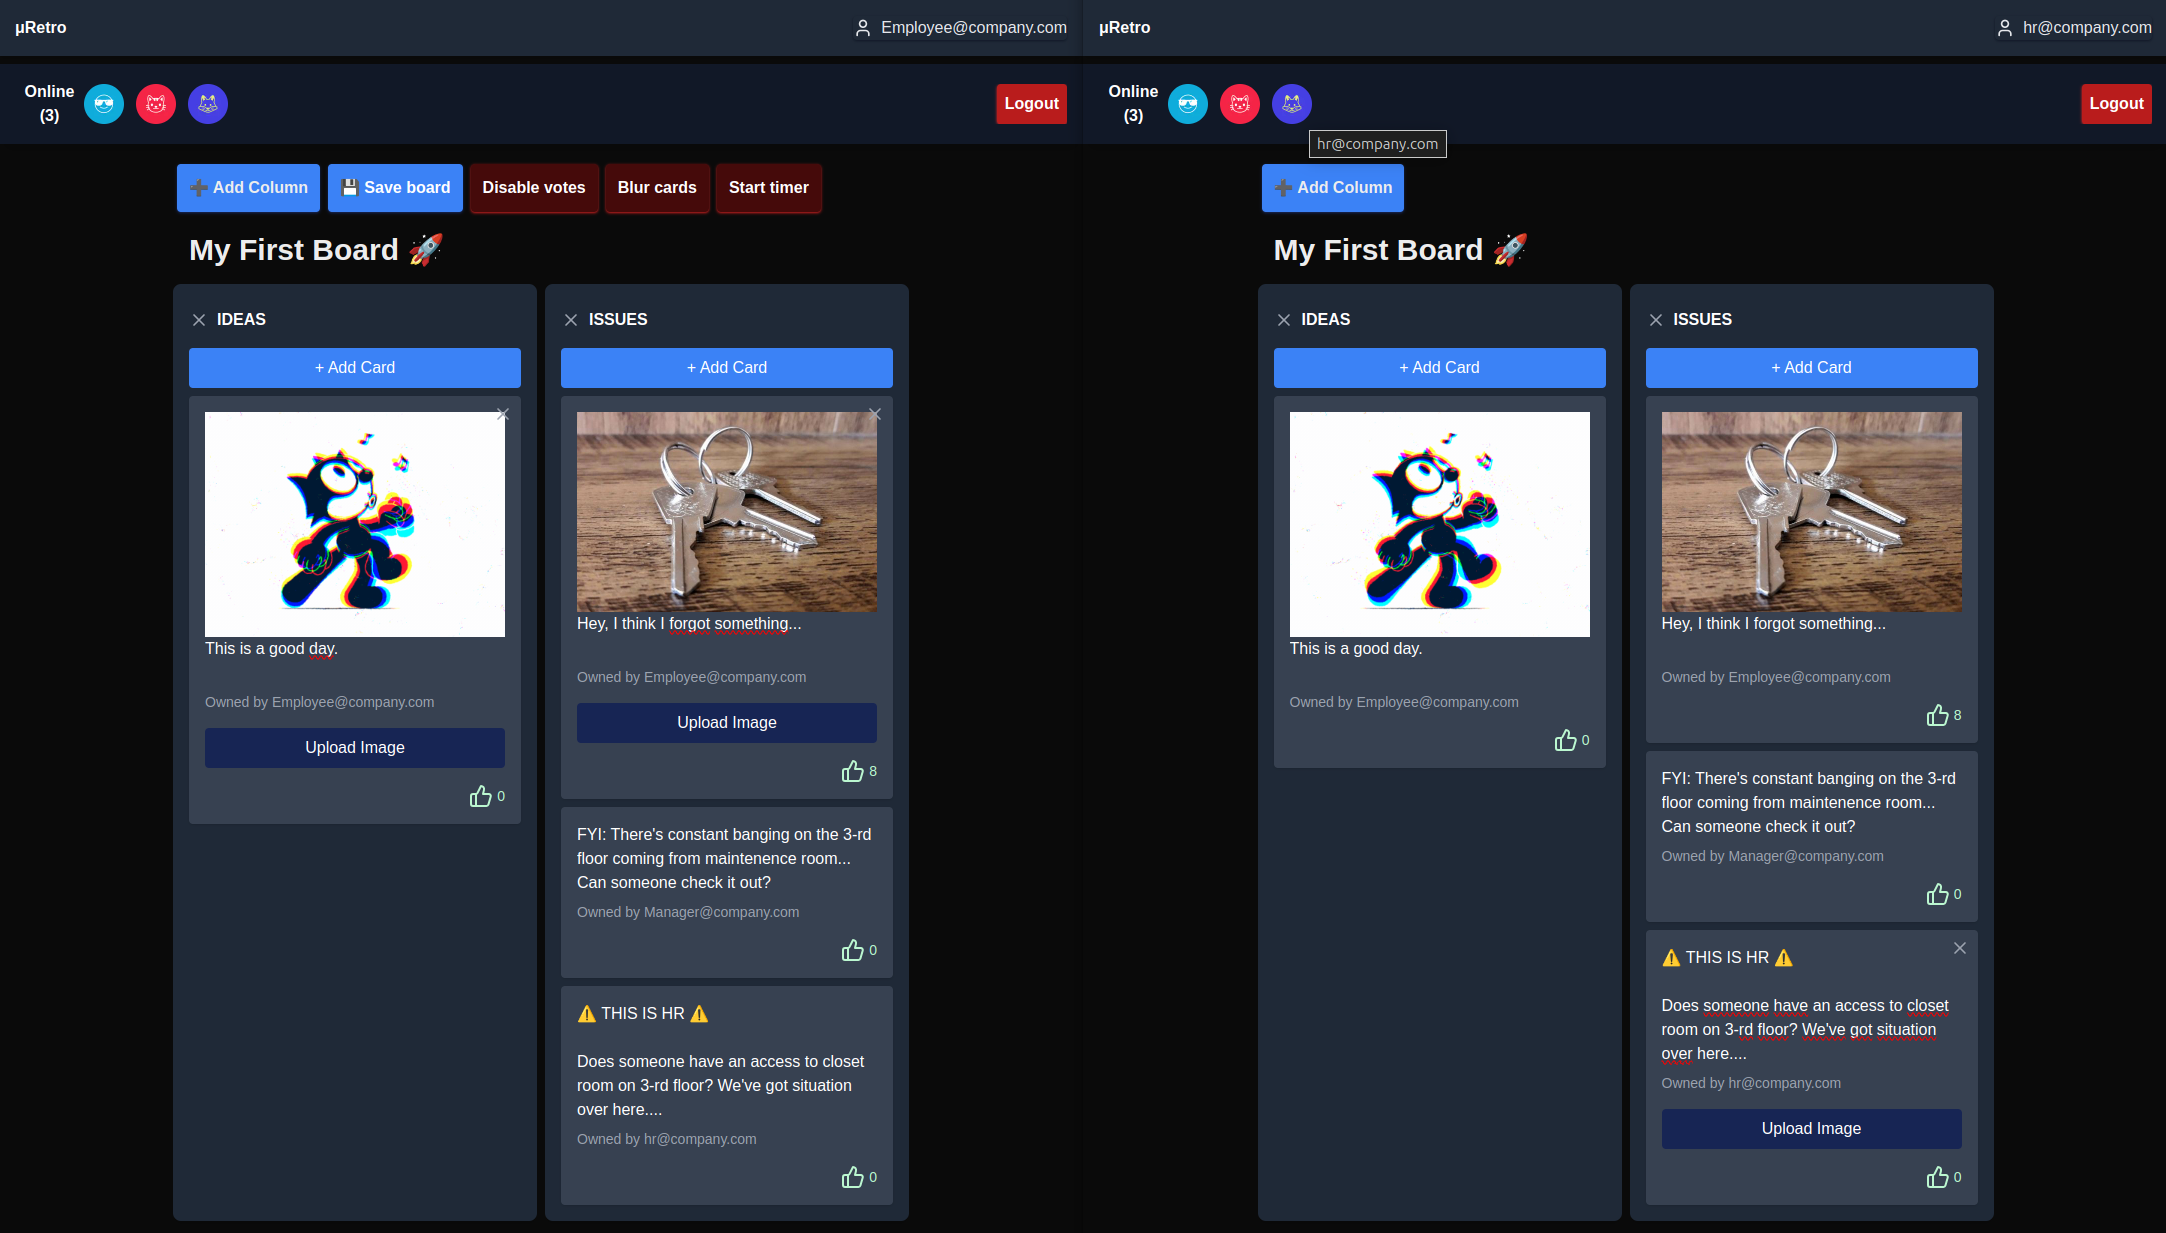 µRetro
Employee@company.com
Online
(3)
Logout
➕ Add Column
💾 Save board
Disable votes
Blur cards
Start timer
My First Board 🚀
IDEAS
+ Add Card
This is a good day.
Owned by Employee@company.com
Upload Image
0
ISSUES
+ Add Card
Hey, I think I forgot something...
Owned by Employee@company.com
Upload Image
8
FYI: There's constant banging on the 3-rd
floor coming from maintenence room...
Can someone check it out?
Owned by Manager@company.com
0
⚠️ THIS IS HR ⚠️
Does someone have an access to closet
room on 3-rd floor? We've got situation
over here....
Owned by hr@company.com
0
µRetro
hr@company.com
Online
(3)
Logout
hr@company.com
➕ Add Column
My First Board 🚀
IDEAS
+ Add Card
This is a good day.
Owned by Employee@company.com
0
ISSUES
+ Add Card
Hey, I think I forgot something...
Owned by Employee@company.com
8
FYI: There's constant banging on the 3-rd
floor coming from maintenence room...
Can someone check it out?
Owned by Manager@company.com
0
⚠️ THIS IS HR ⚠️
Does someone have an access to closet
room on 3-rd floor? We've got situation
over here....
Owned by hr@company.com
Upload Image
0